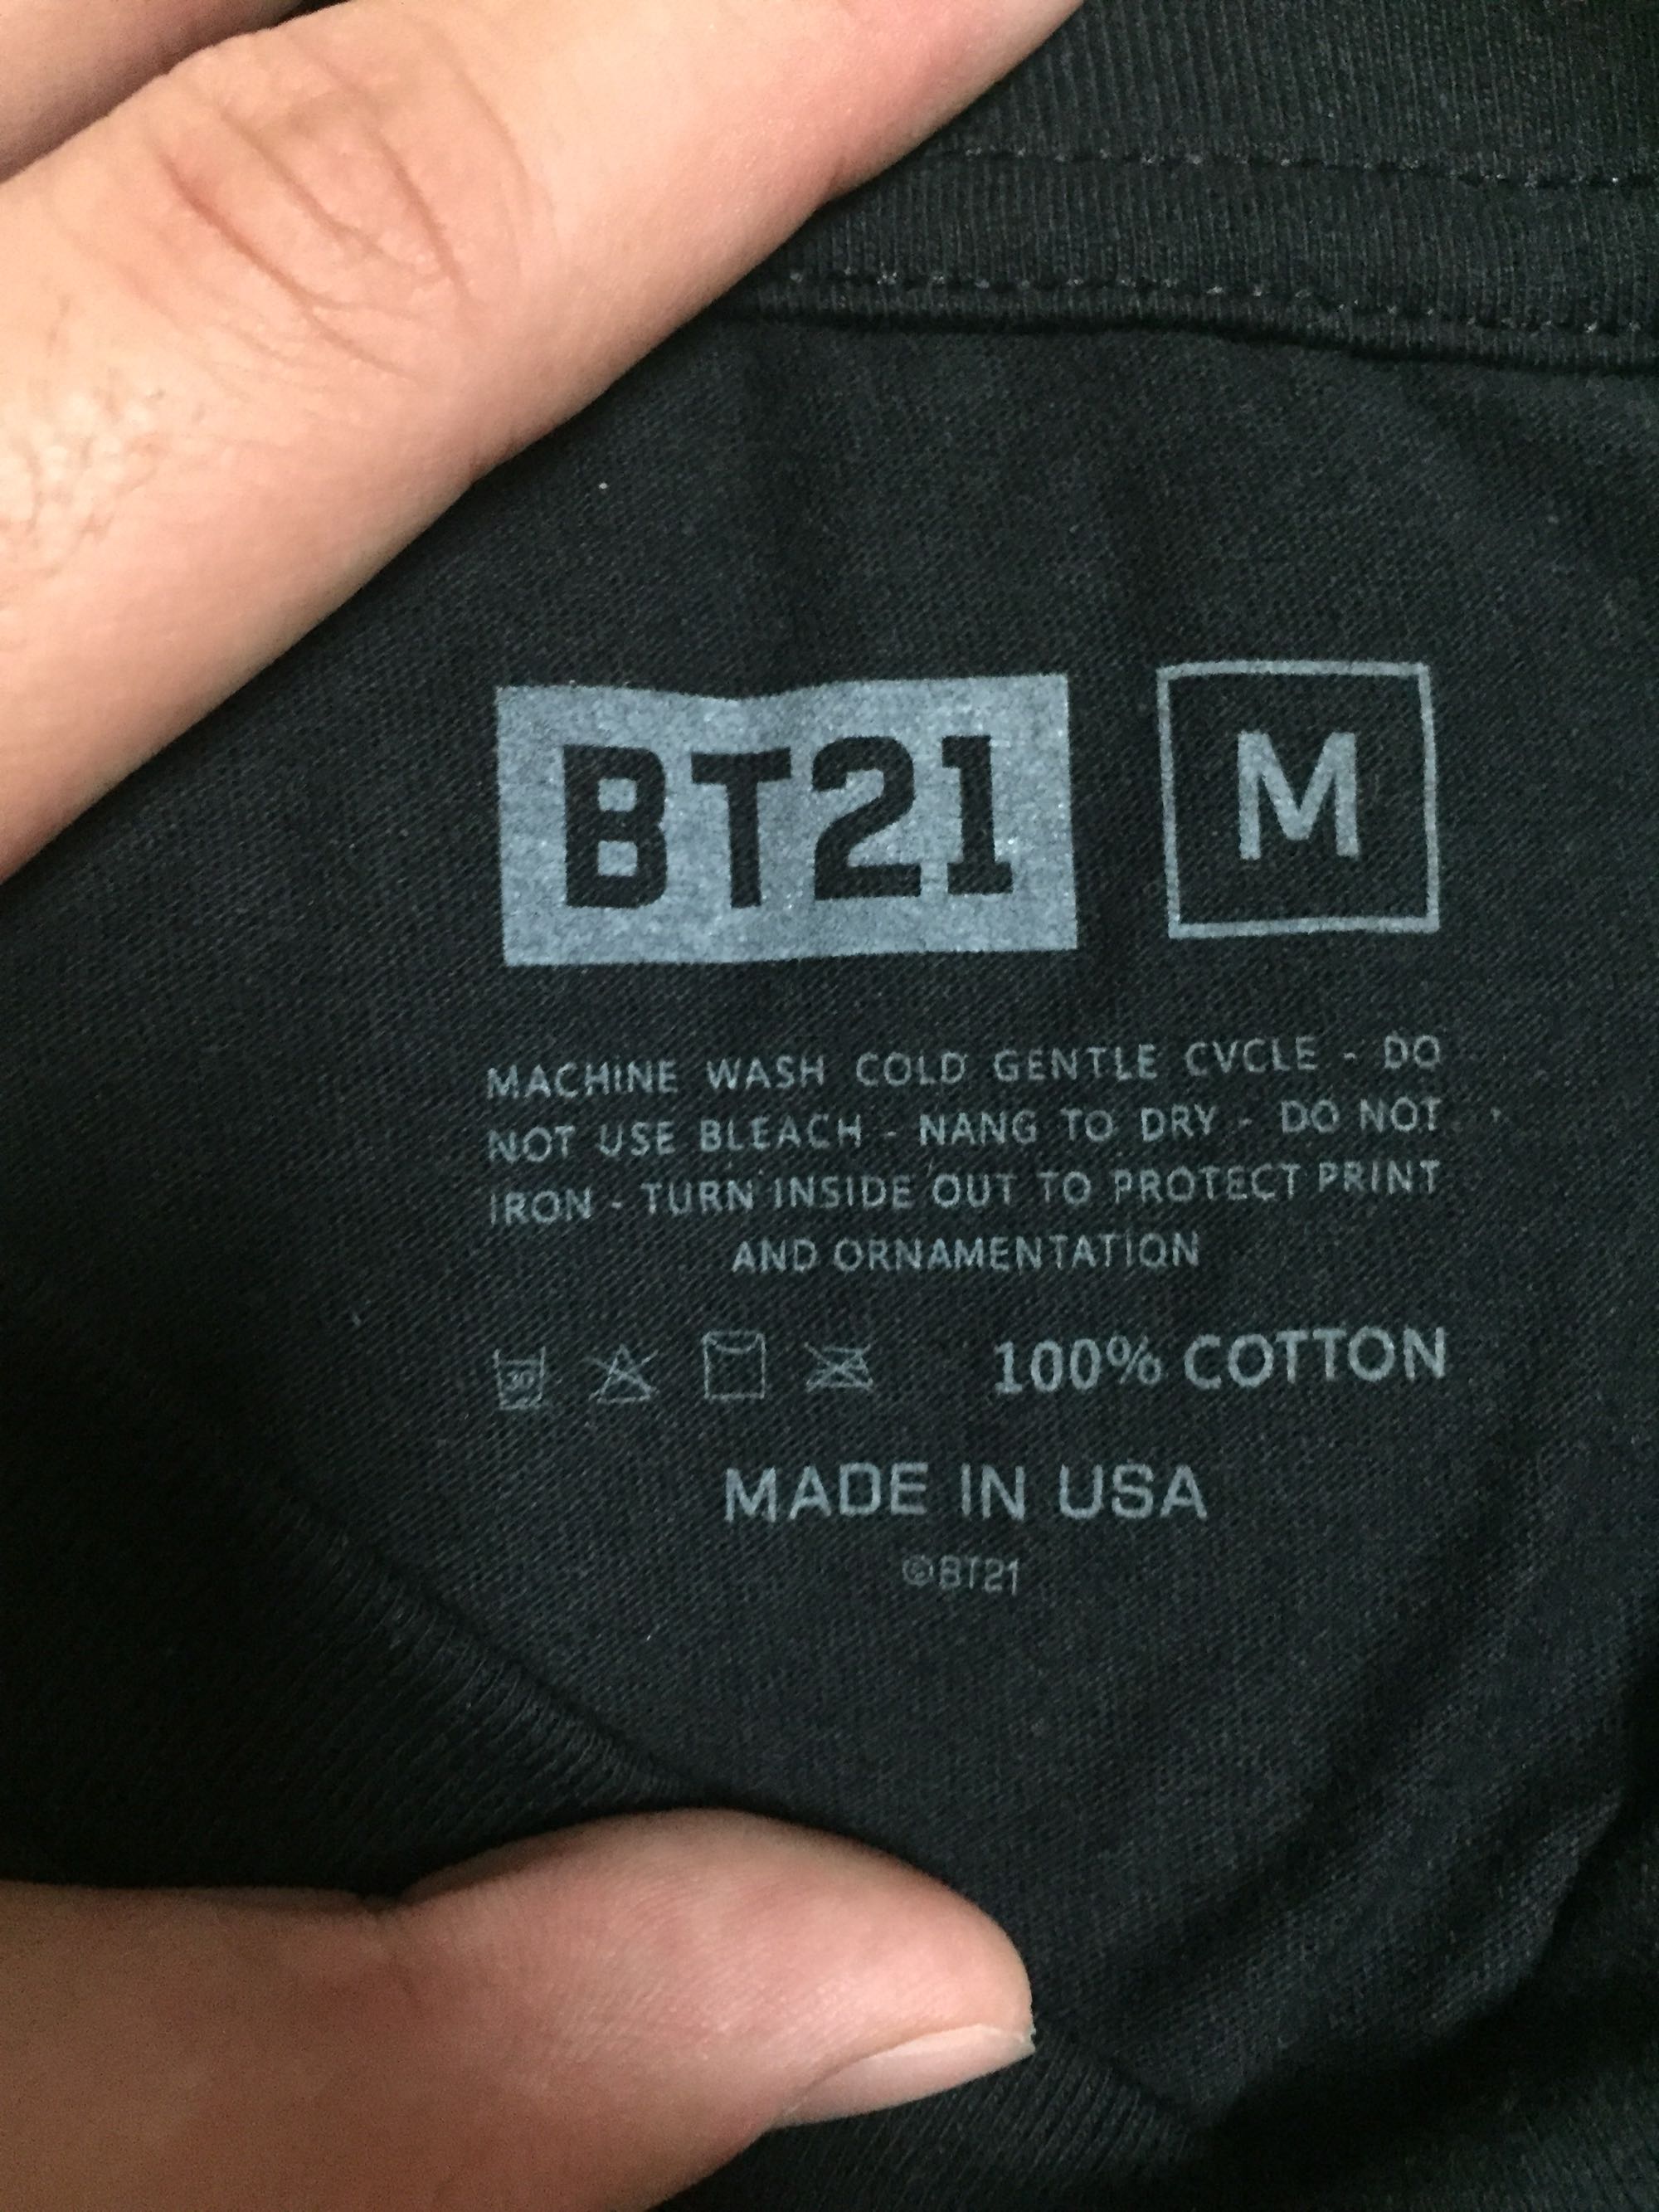 BT21 M
MACHINE WASH COLD GENTLE CVCLE - DO
NOT USE BLEACH - NANG TO DRY - DO NOT
IRON - TURN INSIDE OUT TO PROTECT PRINT
AND ORNAMENTATION
30 100% COTTON
MADE IN USA
©BT21